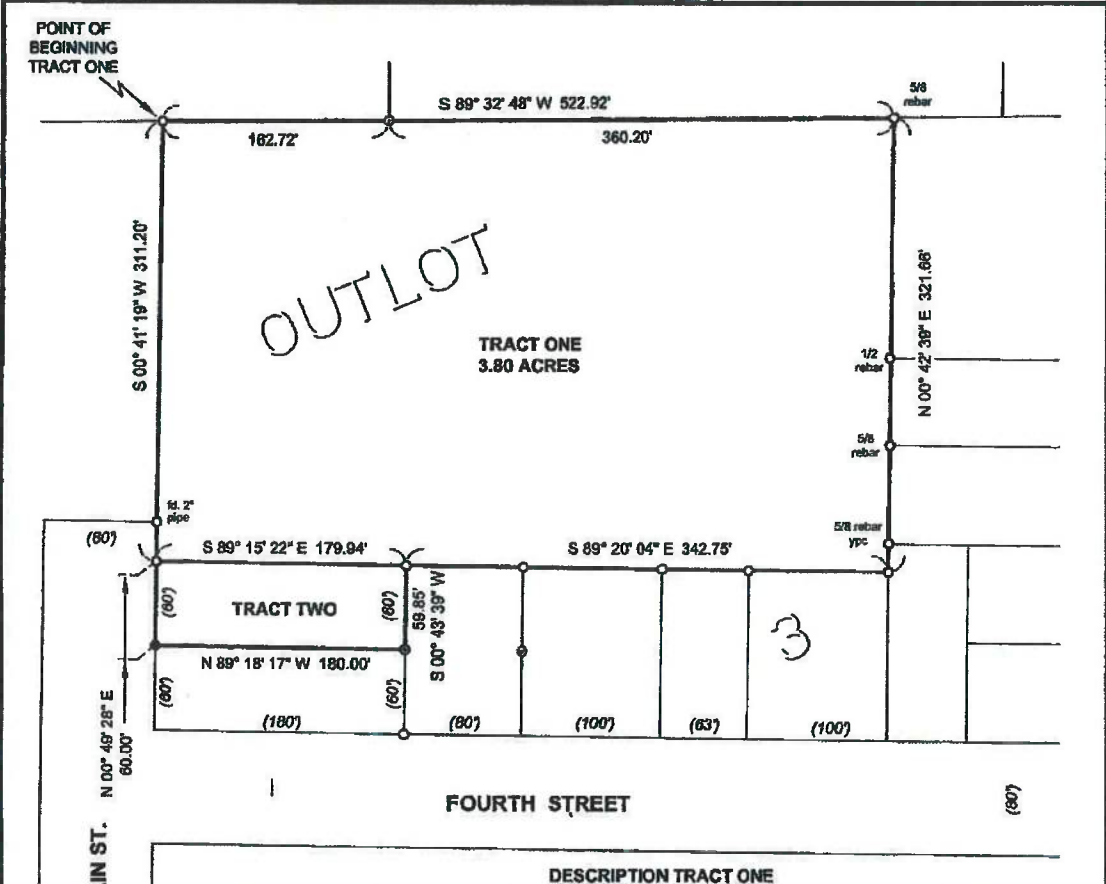 POINT OF
BEGINNING
TRACT ONE
S 89° 32' 48" W 522.92'
5/8
rebar
162.72'
360.20'
S 00° 41' 19" W 311.20'
OUTLOT
TRACT ONE
3.80 ACRES
N 00° 42' 39" E 321.66'
1/2
rebar
5/8
rebar
fd. 2"
pipe
5/8 rebar
ypc
(80')
S 89° 15' 22" E 179.94'
S 89° 20' 04" E 342.75'
(60')
TRACT TWO
(60')
59.85'
S 00° 43' 39" W
3
N 89° 18' 17" W 180.00'
(60')
(60')
N 00° 49' 28" E
60.00'
(180')
(80')
(100')
(63')
(100')
FOURTH STREET
(80')
IN ST.
DESCRIPTION TRACT ONE